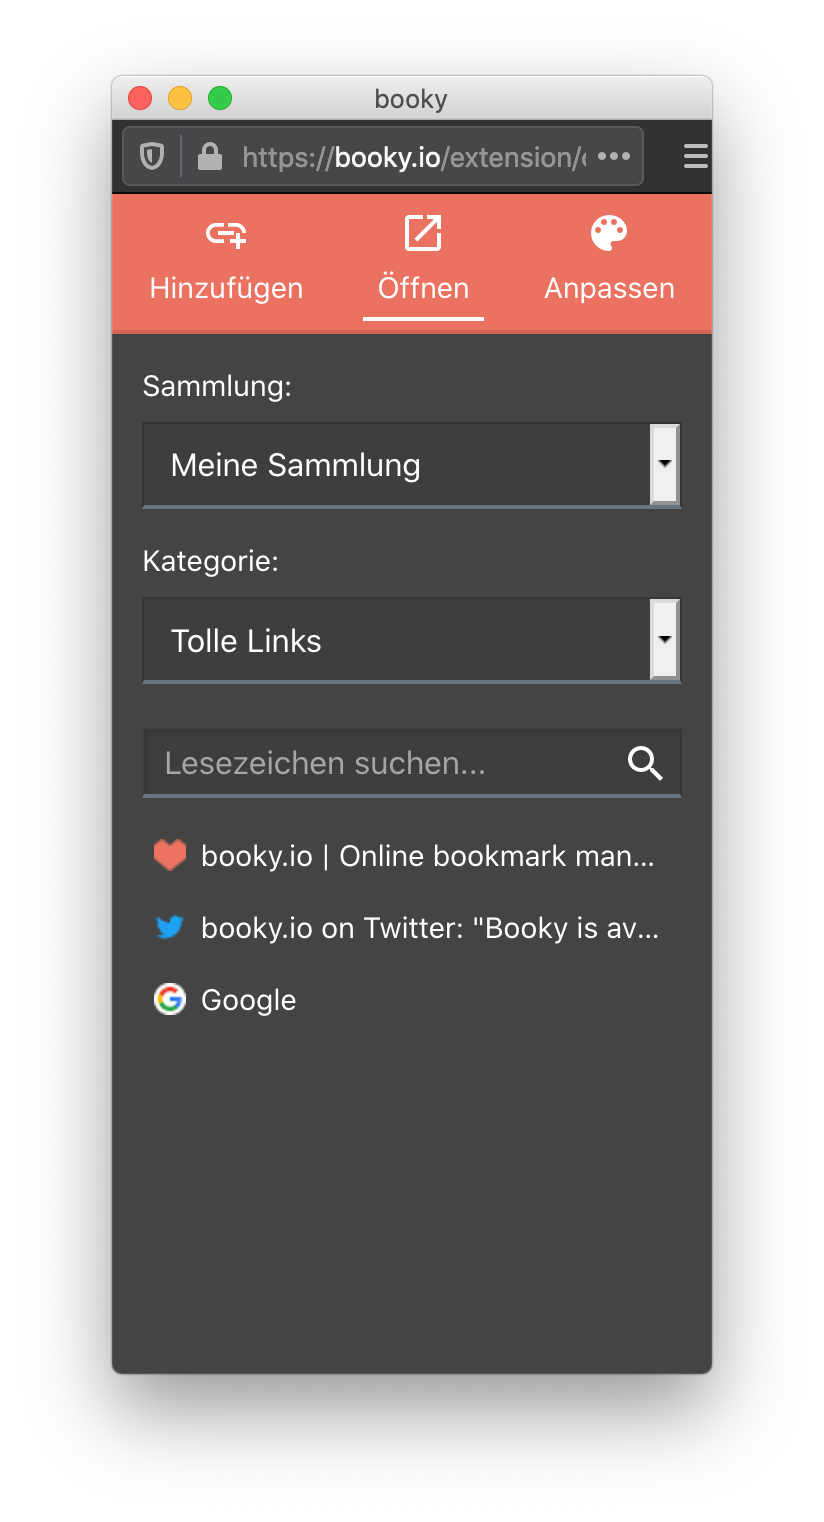 booky
https://booky.io/extension/
Hinzufügen Öffnen Anpassen
Sammlung:
Meine Sammlung
Kategorie:
Tolle Links
Lesezeichen suchen...
booky.io | Online bookmark man...
booky.io on Twitter: "Booky is av...
Google